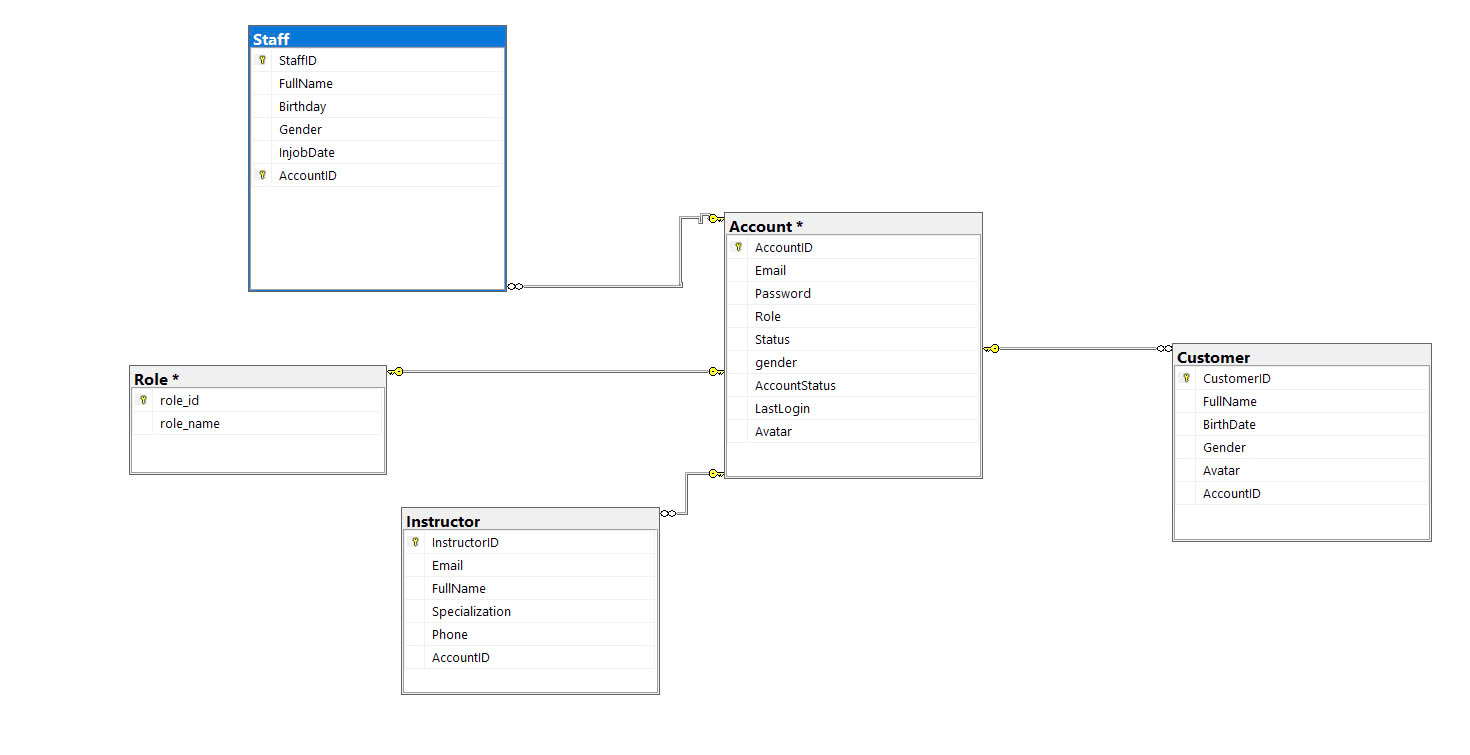 Staff
StaffID
FullName
Birthday
Gender
InjobDate
AccountID
Account *
AccountID
Email
Password
Role
Status
gender
AccountStatus
LastLogin
Avatar
Role *
role_id
role_name
Customer
CustomerID
FullName
BirthDate
Gender
Avatar
AccountID
Instructor
InstructorID
Email
FullName
Specialization
Phone
AccountID